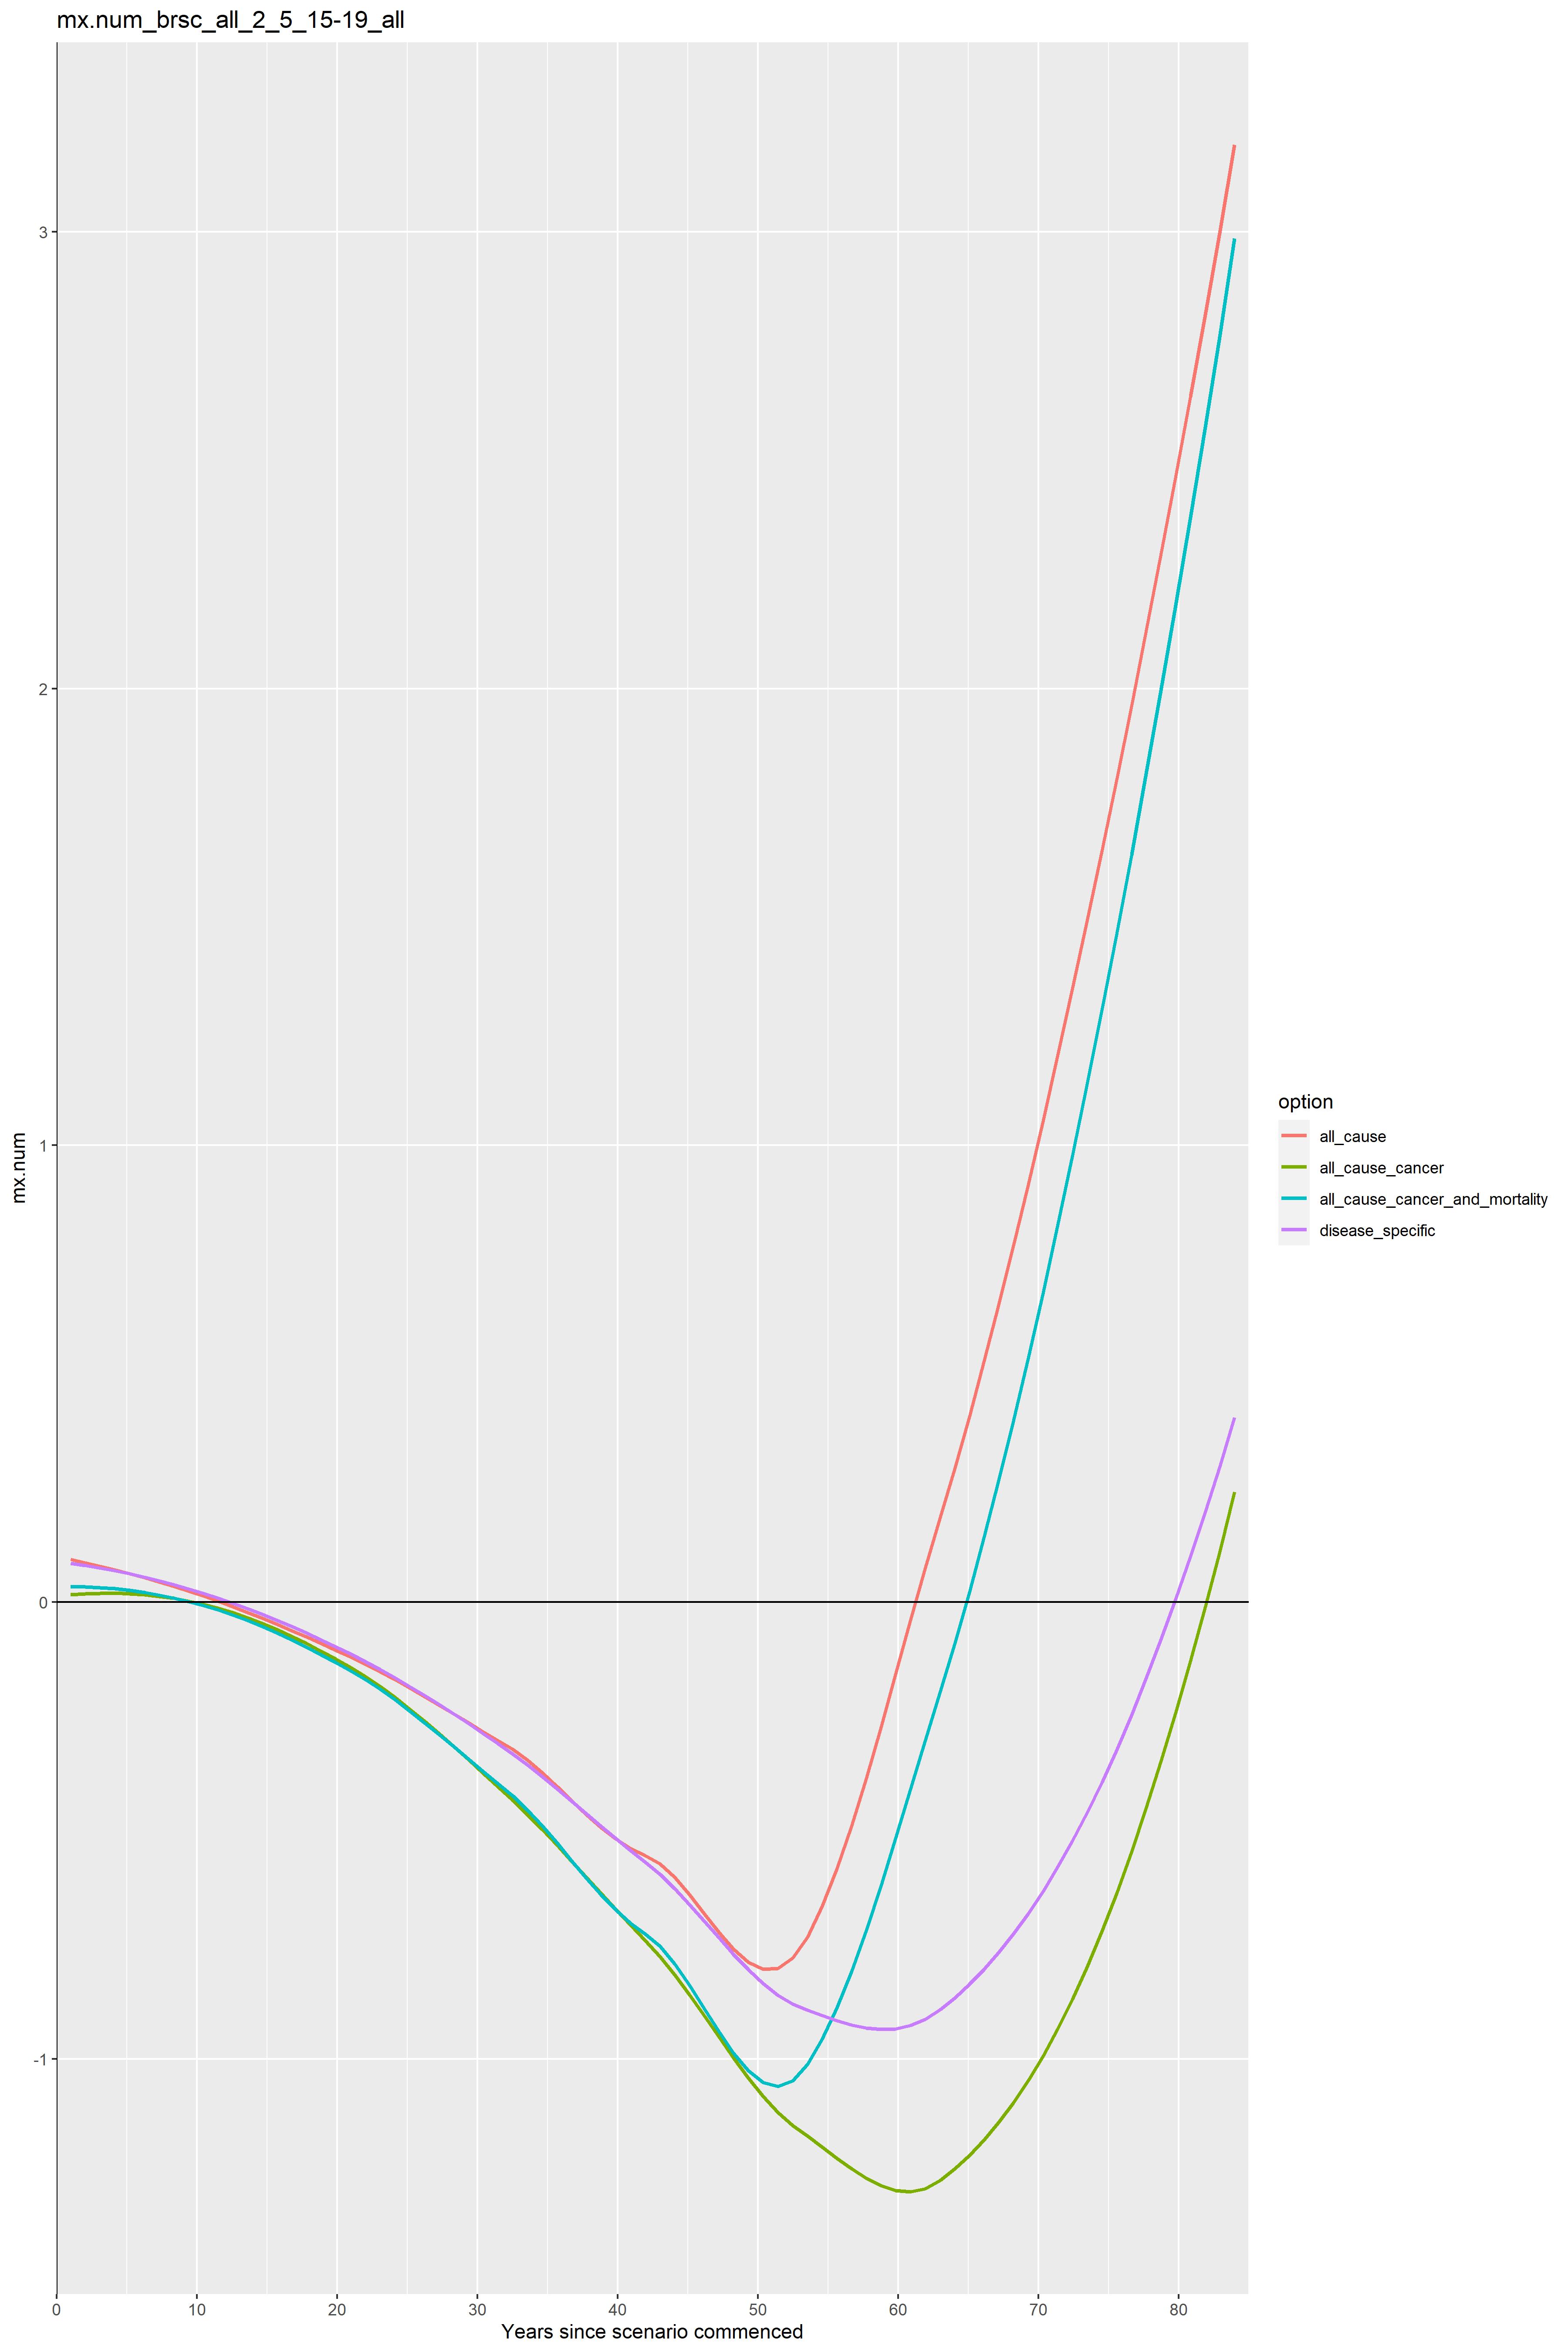 mx.num_brsc_all_2_5_15-19_all
3
2
1
0
-1
mx.num
0 10 20 30 40 50 60 70 80
Years since scenario commenced
option
all_cause
all_cause_cancer
all_cause_cancer_and_mortality
disease_specific